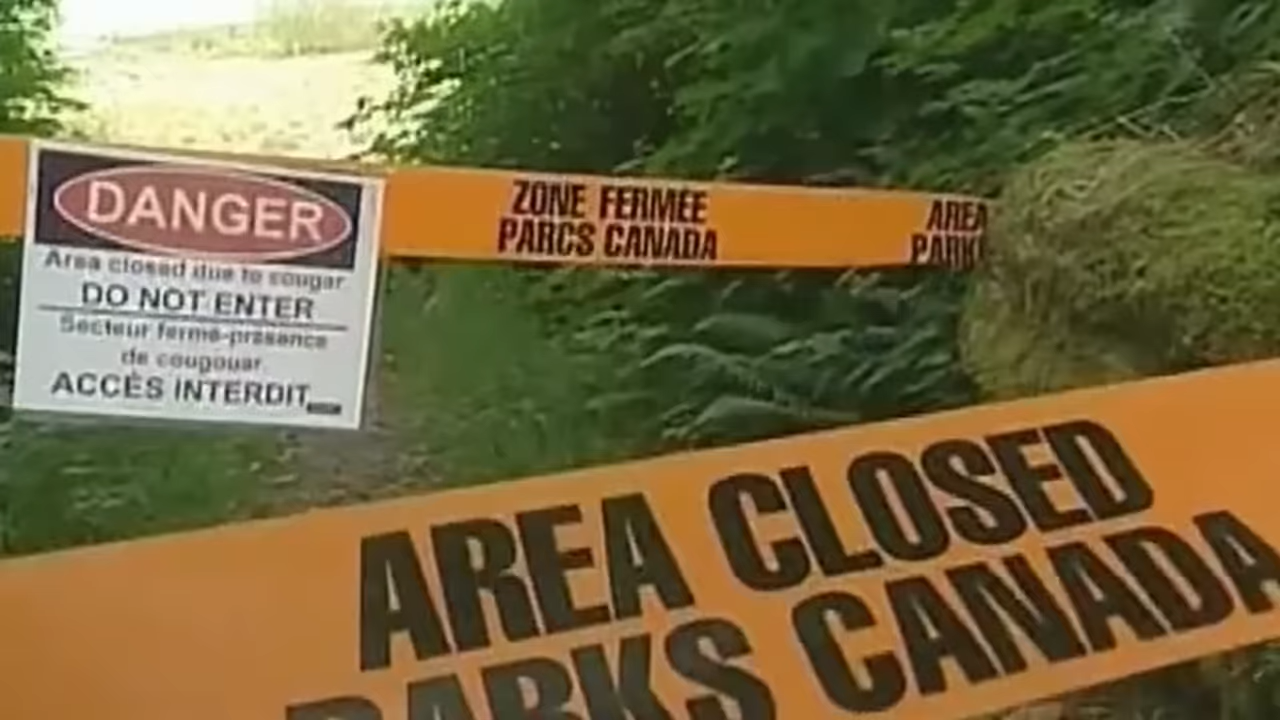 DANGER
Area closed due to cougar
DO NOT ENTER
Secteur fermé-présence
de cougouar
ACCÈS INTERDIT
ZONE FERMÉE
PARCS CANADA
AREA
PARK
AREA CLOSED
PARKS CANADA